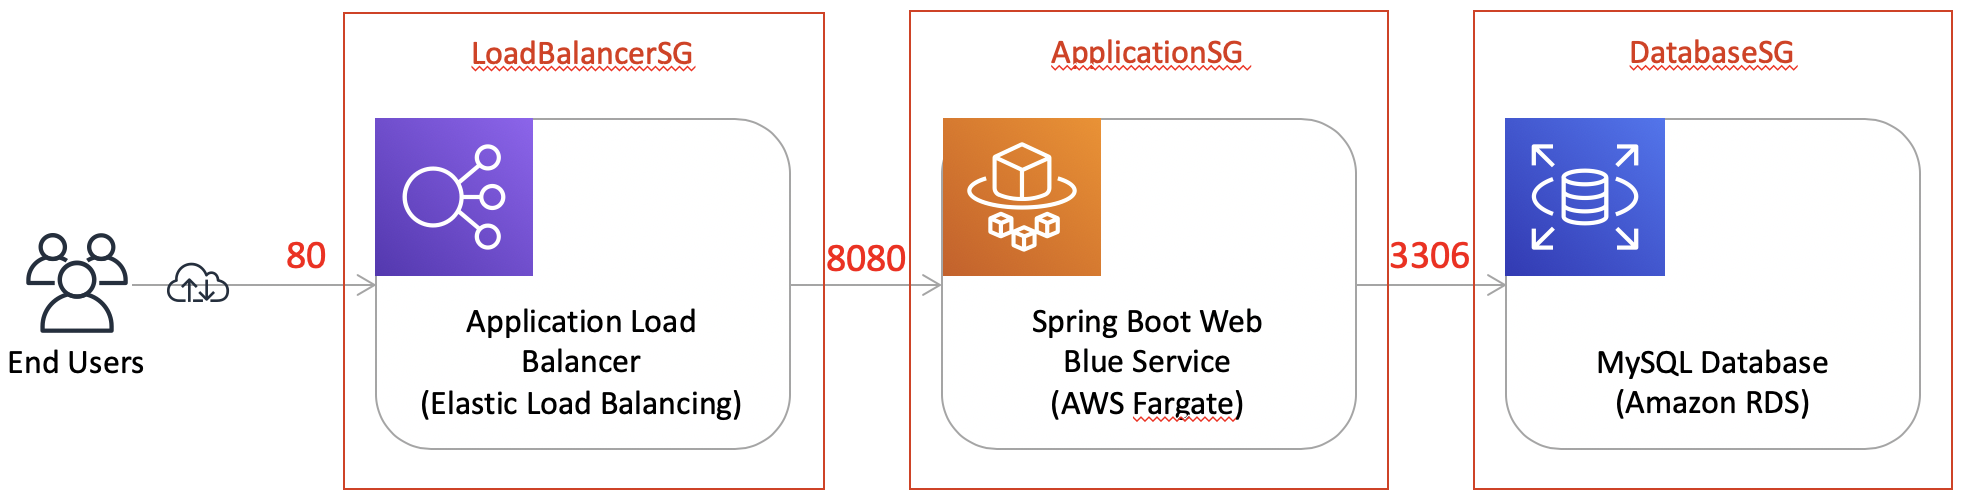 LoadBalancerSG
ApplicationSG
DatabaseSG
80
8080
3306
End Users
Application Load
Balancer
(Elastic Load Balancing)
Spring Boot Web
Blue Service
(AWS Fargate)
MySQL Database
(Amazon RDS)